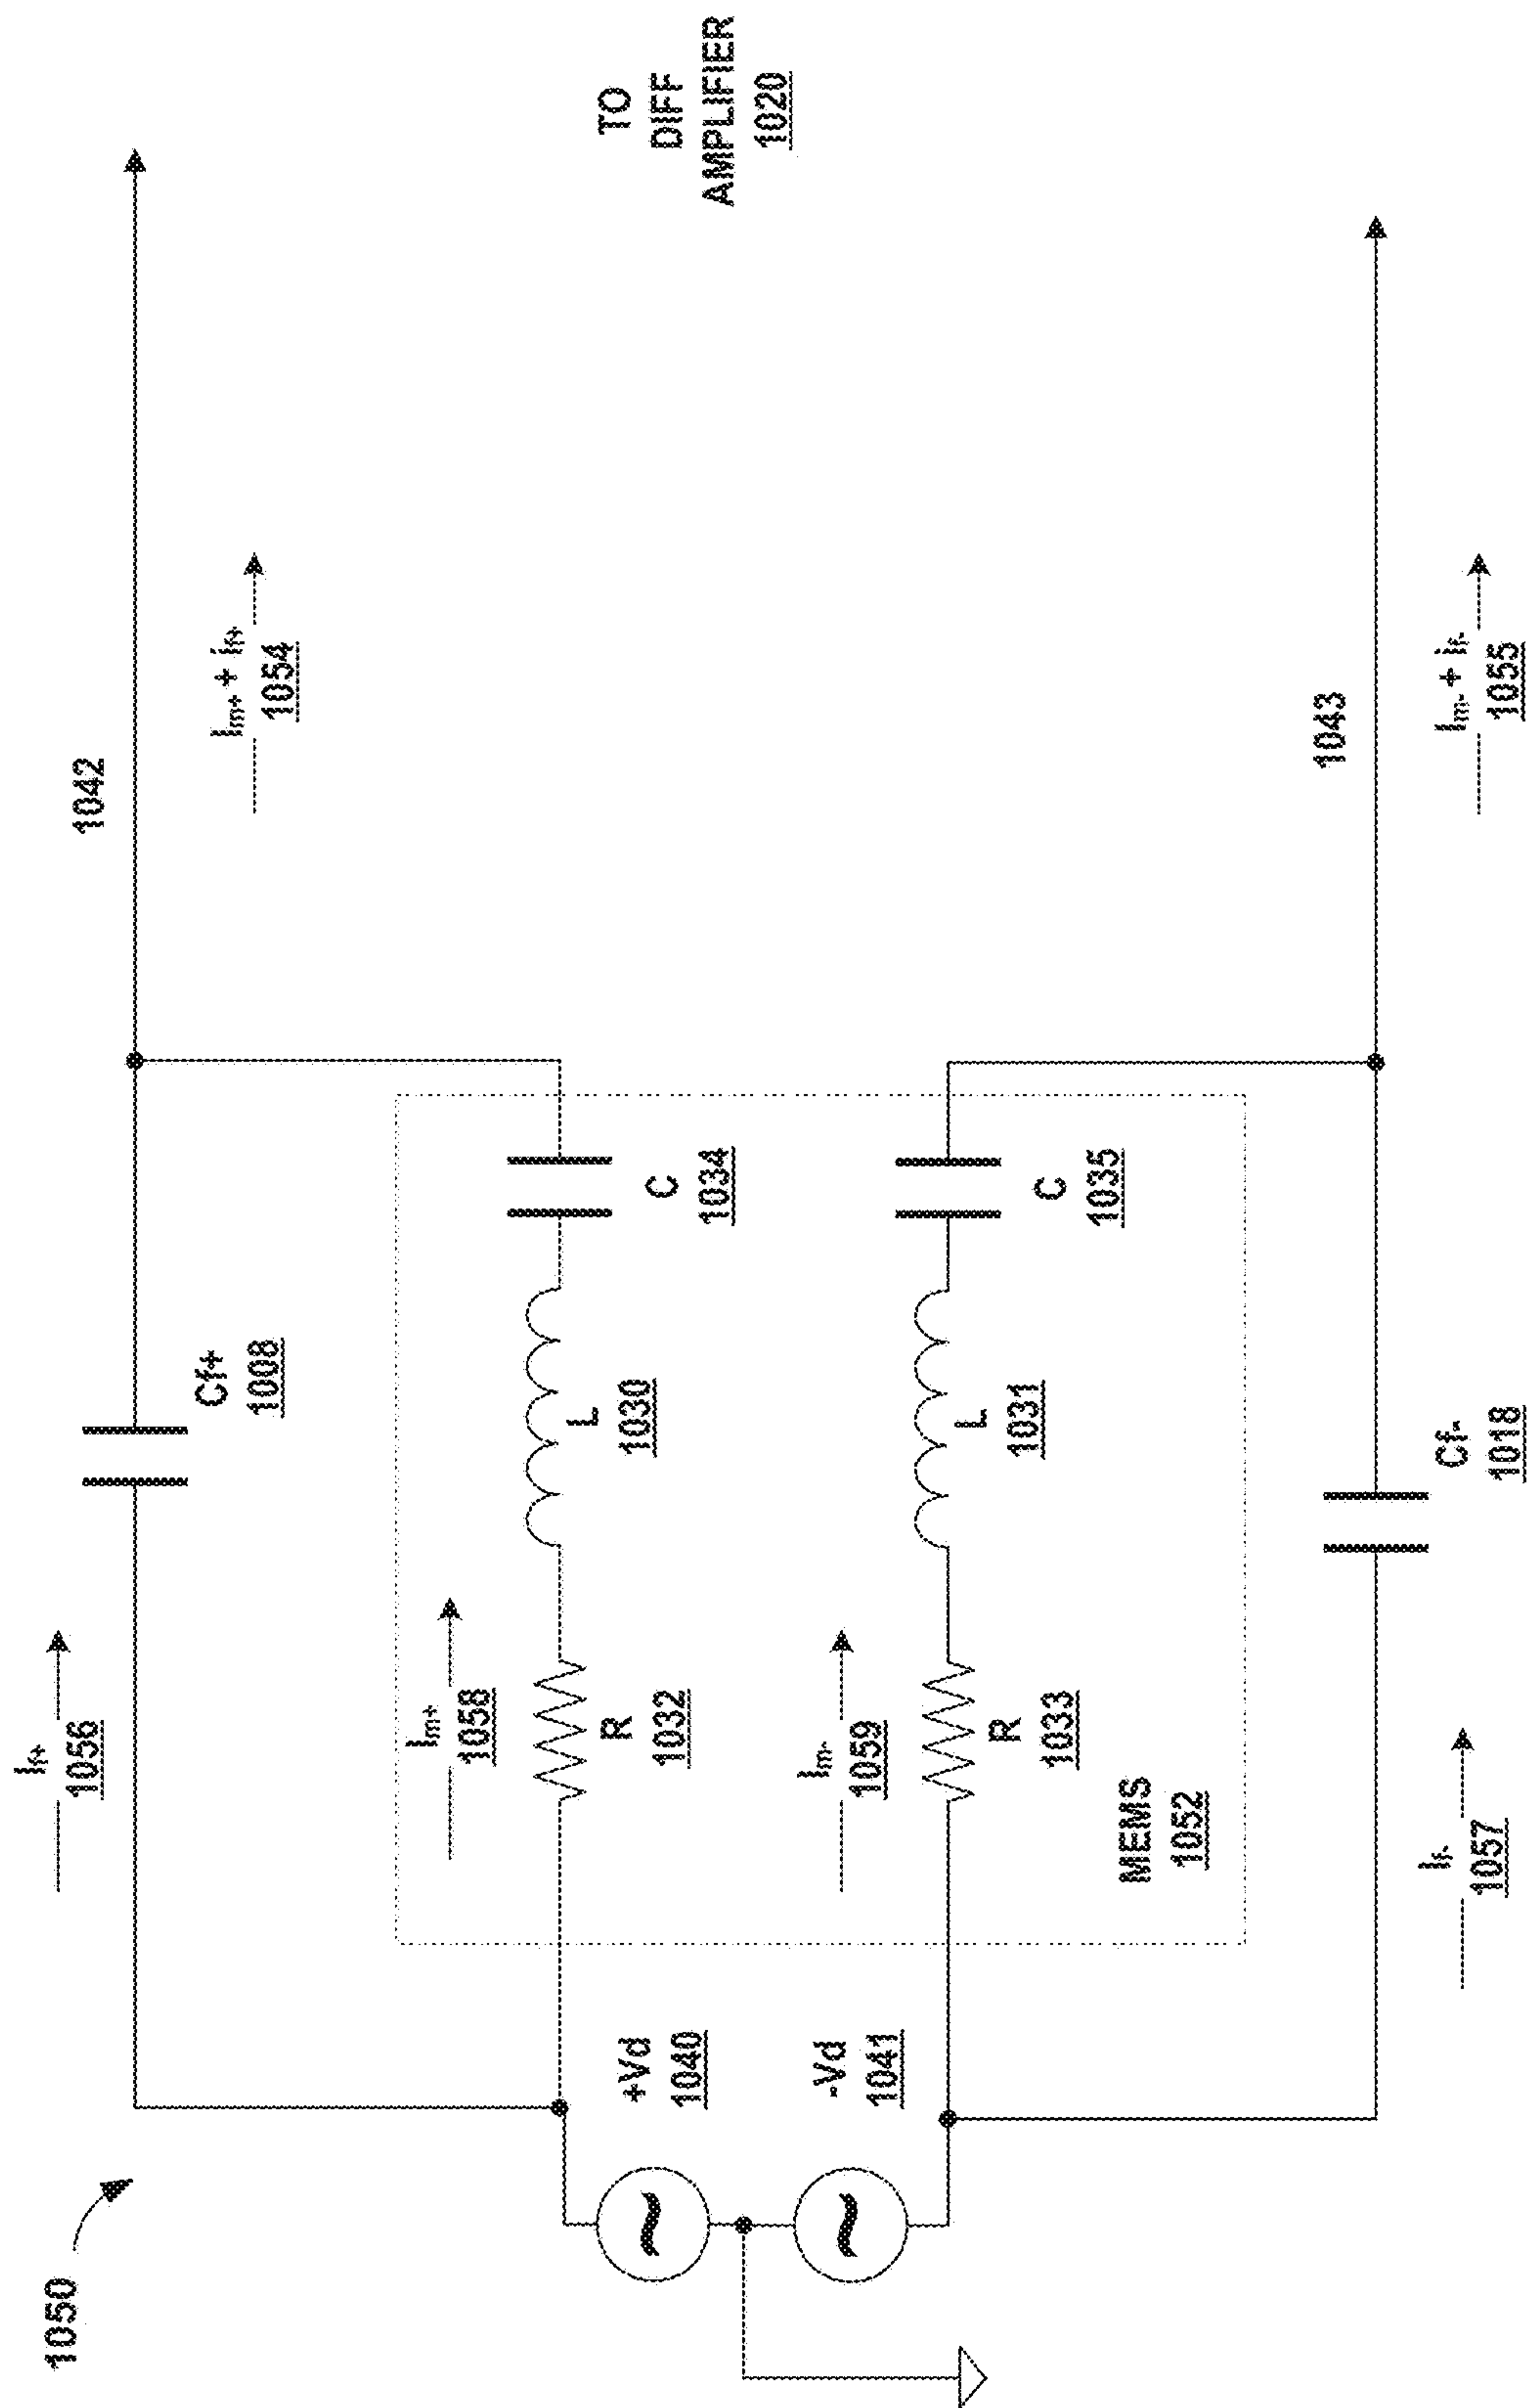 1050
If+
1056
Cf+
1008
1042
Im+ + if+
1054
TO
DIFF
AMPLIFIER
1020
Im+
1058
R
1032
L
1030
C
1034
+Vd
1040
-Vd
1041
Im-
1059
R
1033
L
1031
C
1035
MEMS
1052
1043
If-
1057
Cf-
1018
Im- + if-
1055